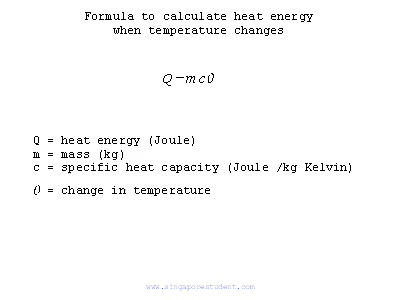 Formula to calculate heat energy
when temperature changes
Q=mcθ
Q = heat energy (Joule)
m = mass (kg)
c = specific heat capacity (Joule /kg Kelvin)
θ = change in temperature
www.singaporestudent.com